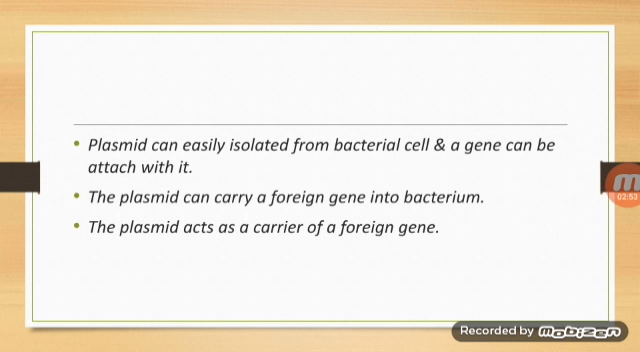 • Plasmid can easily isolated from bacterial cell & a gene can be
attach with it.
• The plasmid can carry a foreign gene into bacterium.
• The plasmid acts as a carrier of a foreign gene.
m
02:53
Recorded by mobizen